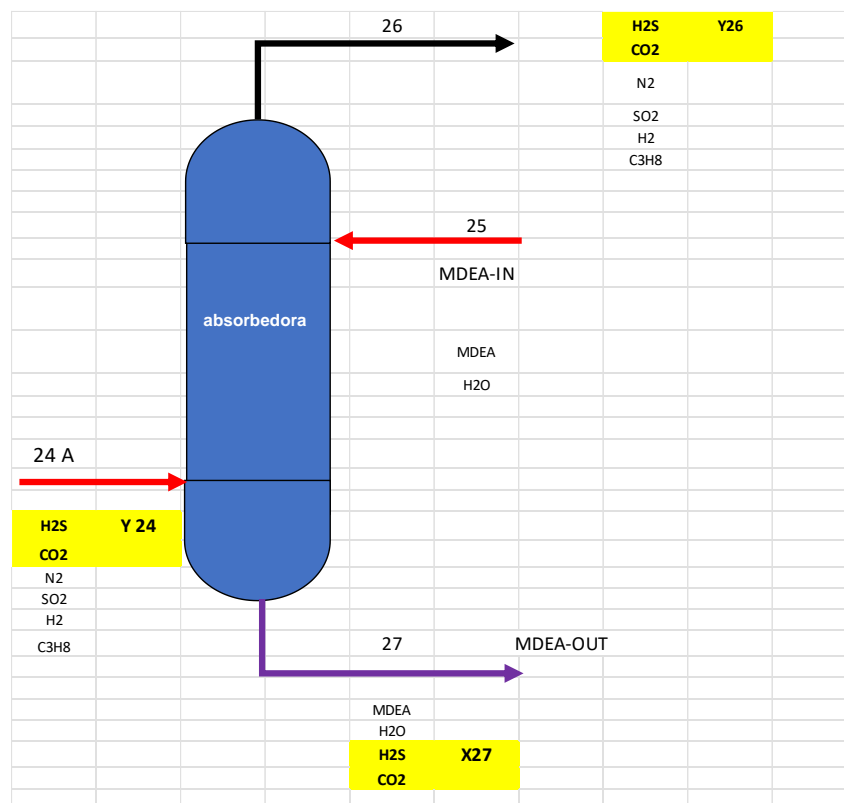 26
H2S Y26
CO2
N2
SO2
H2
C3H8
25
MDEA-IN
absorbedora
MDEA
H2O
24 A
H2S Y 24
CO2
N2
SO2
H2
C3H8
27 MDEA-OUT
MDEA
H2O
H2S X27
CO2